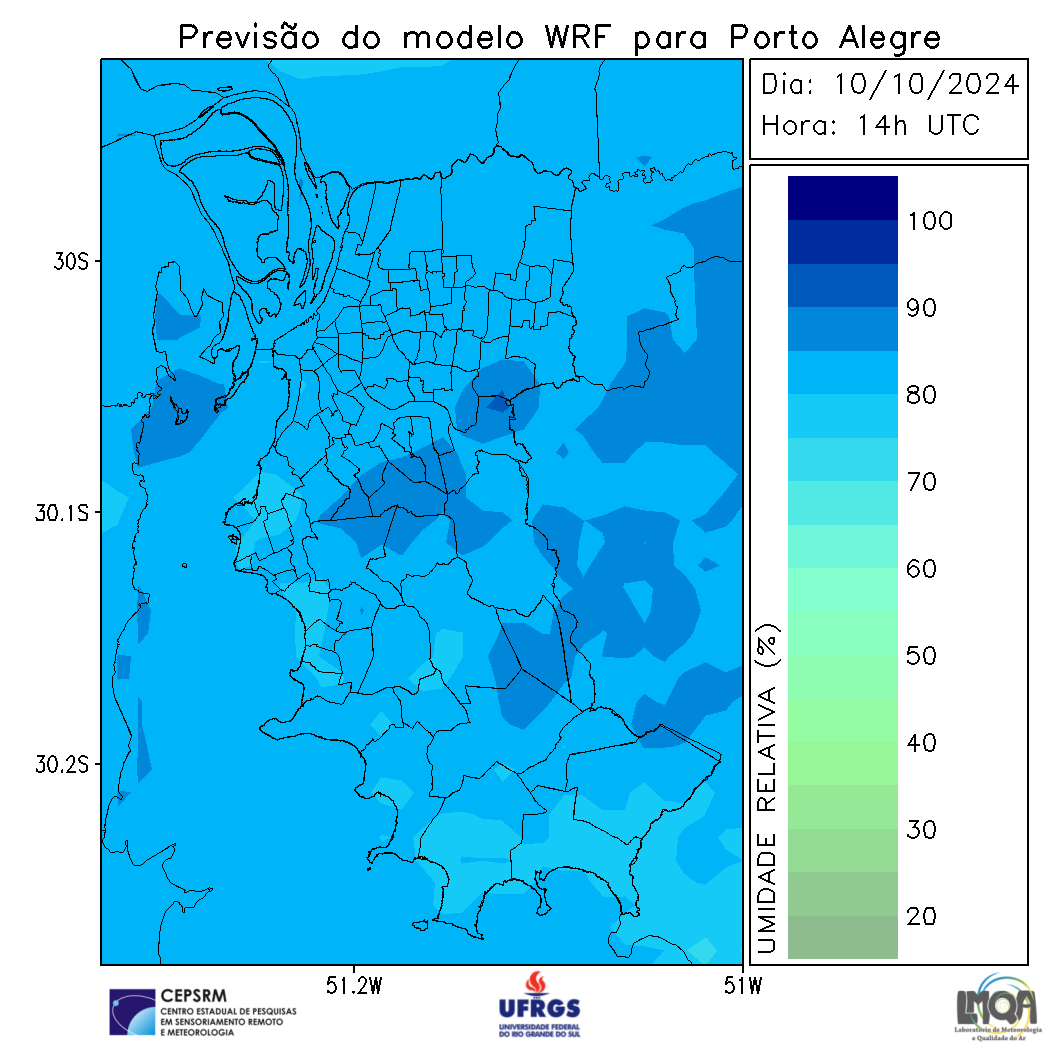 Previsão do modelo WRF para Porto Alegre
Dia: 10/10/2024
Hora: 14h UTC
30S
30.1S
30.2S
51.2W
51W
UMIDADE RELATIVA (%)
100
90
80
70
60
50
40
30
20
CEPSRM
CENTRO ESTADUAL DE PESQUISAS
EM SENSORIAMENTO REMOTO
E METEOROLOGIA
UFRGS
UNIVERSIDADE FEDERAL
DO RIO GRANDE DO SUL
LMQA
Laboratório de Meteorologia
e Qualidade do Ar